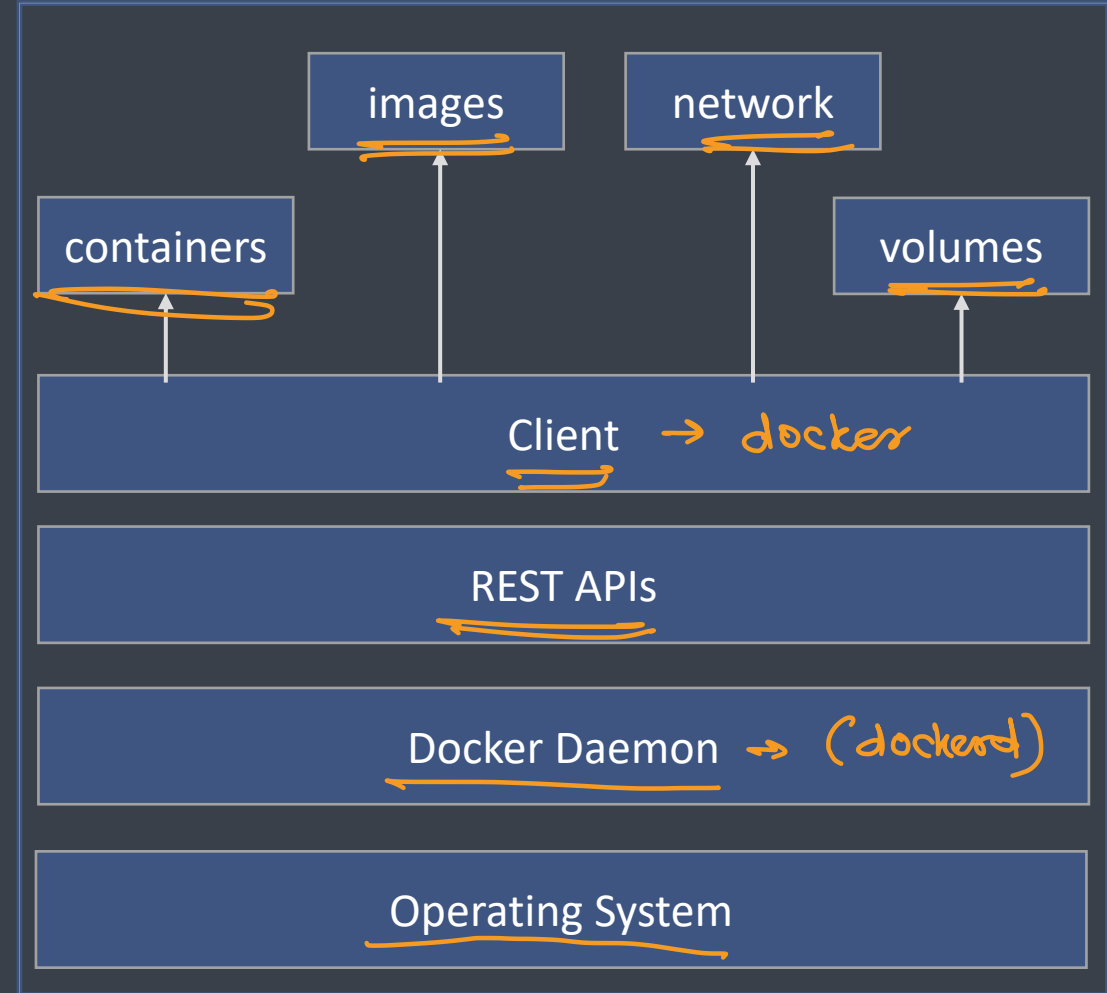 images
network
containers
volumes
Client → docker
REST APIs
Docker Daemon → (dockerd)
Operating System